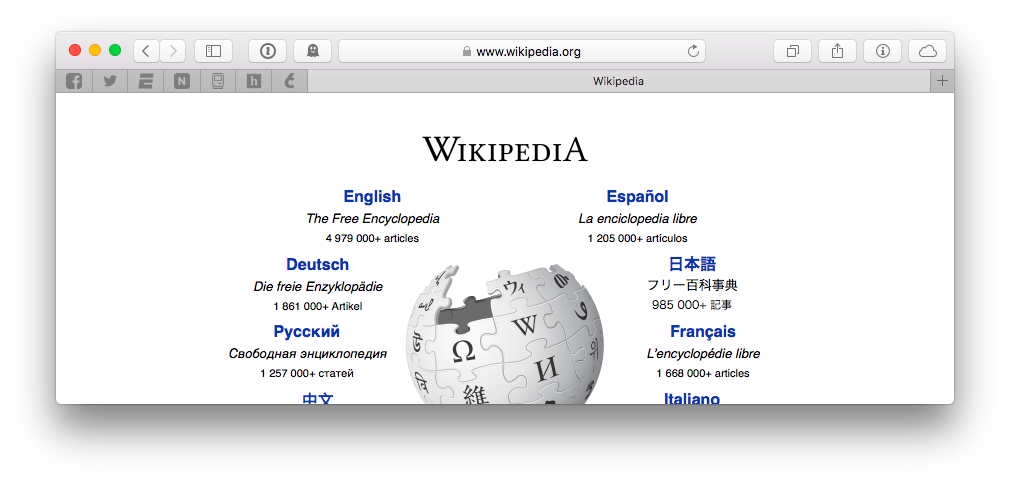 www.wikipedia.org
Wikipedia
WIKIPEDIA
English
The Free Encyclopedia
4 979 000+ articles
Español
La enciclopedia libre
1 205 000+ artículos
Deutsch
Die freie Enzyklopädie
1 861 000+ Artikel
日本語
フリー百科事典
985 000+ 記事
Русский
Свободная энциклопедия
1 257 000+ статей
Français
L’encyclopédie libre
1 668 000+ articles
中文
Italiano
Ω
W
И
維
ウィ